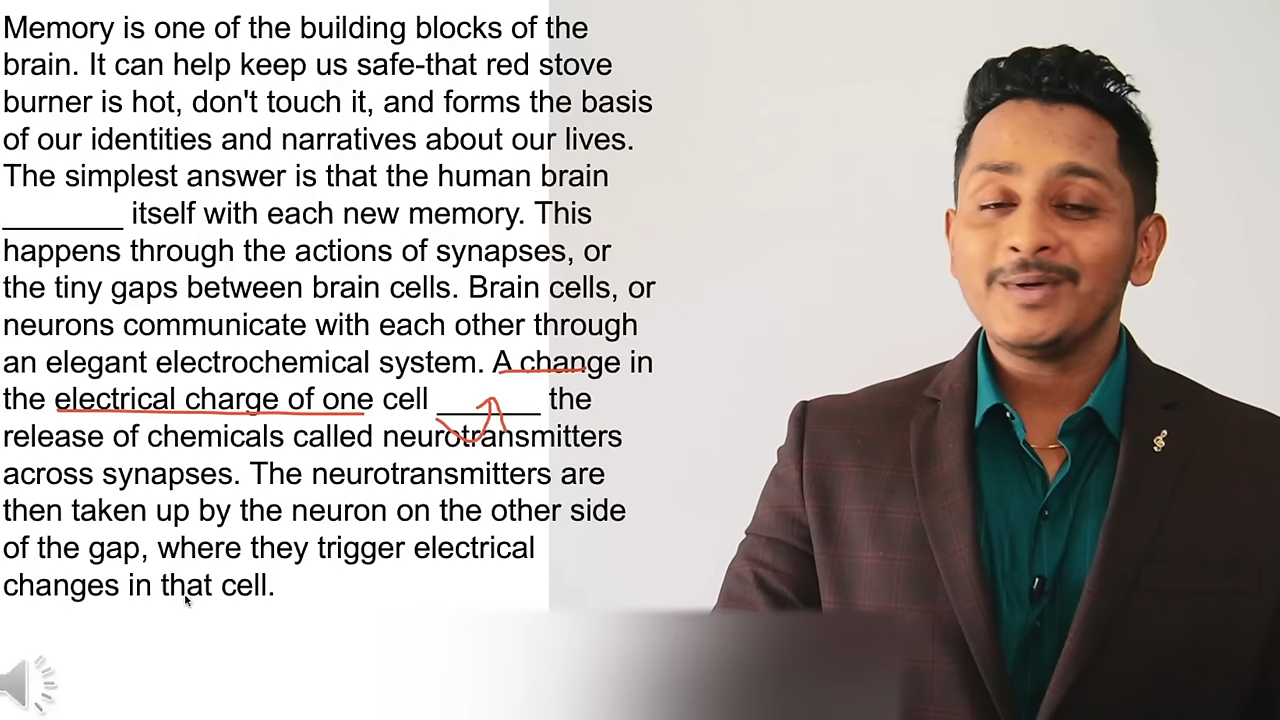 Memory is one of the building blocks of the
brain. It can help keep us safe-that red stove
burner is hot, don't touch it, and forms the basis
of our identities and narratives about our lives.
The simplest answer is that the human brain
_______ itself with each new memory. This
happens through the actions of synapses, or
the tiny gaps between brain cells. Brain cells, or
neurons communicate with each other through
an elegant electrochemical system. A change in
the electrical charge of one cell ______ the
release of chemicals called neurotransmitters
across synapses. The neurotransmitters are
then taken up by the neuron on the other side
of the gap, where they trigger electrical
changes in that cell.